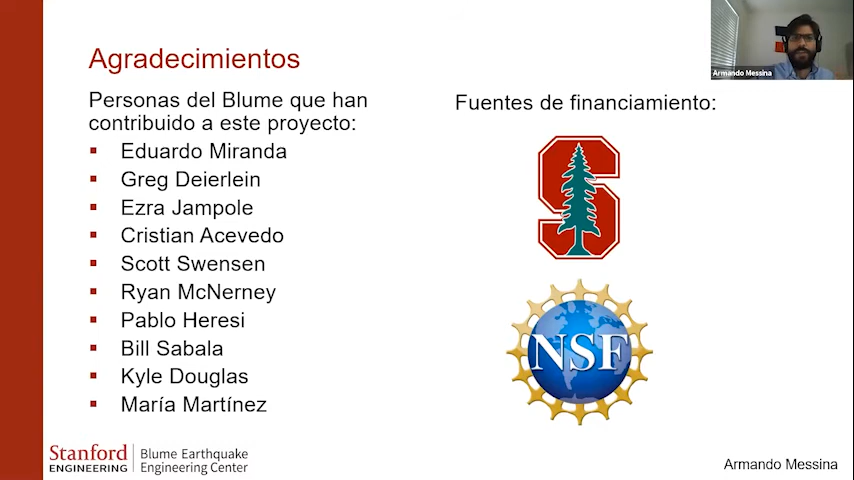 Agradecimientos
Personas del Blume que han
contribuido a este proyecto:
Eduardo Miranda
Greg Deierlein
Ezra Jampole
Cristian Acevedo
Scott Swensen
Ryan McNerney
Pablo Heresi
Bill Sabala
Kyle Douglas
María Martínez
Fuentes de financiamiento:
S
NSF
Armando Messina
Stanford
ENGINEERING
Blume Earthquake
Engineering Center
Armando Messina